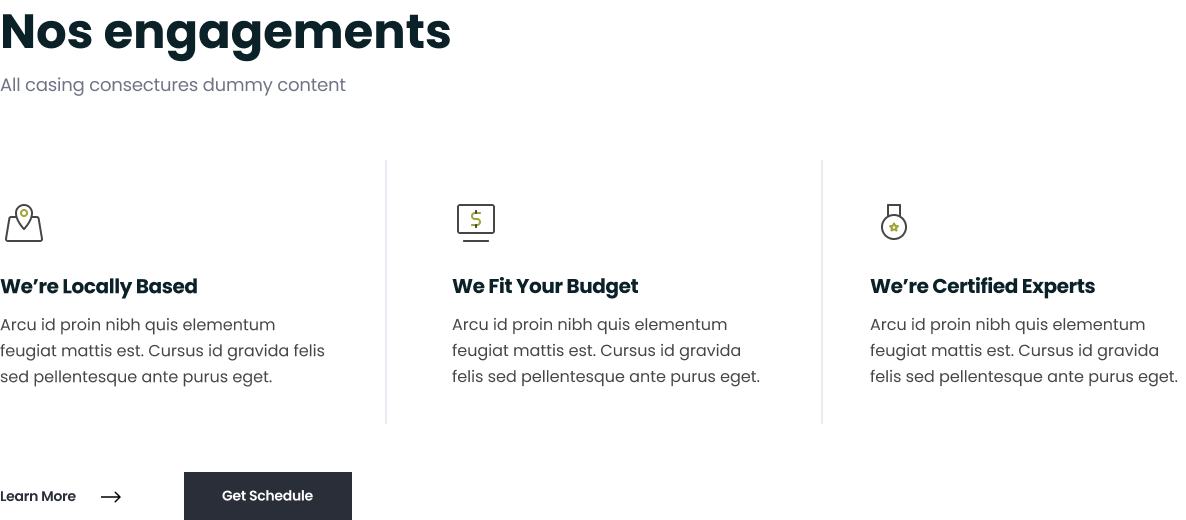 Nos engagements
All casing consectures dummy content
We’re Locally Based
Arcu id proin nibh quis elementum
feugiat mattis est. Cursus id gravida felis
sed pellentesque ante purus eget.
$
We Fit Your Budget
Arcu id proin nibh quis elementum
feugiat mattis est. Cursus id gravida
felis sed pellentesque ante purus eget.
We’re Certified Experts
Arcu id proin nibh quis elementum
feugiat mattis est. Cursus id gravida
felis sed pellentesque ante purus eget.
Learn More
Get Schedule